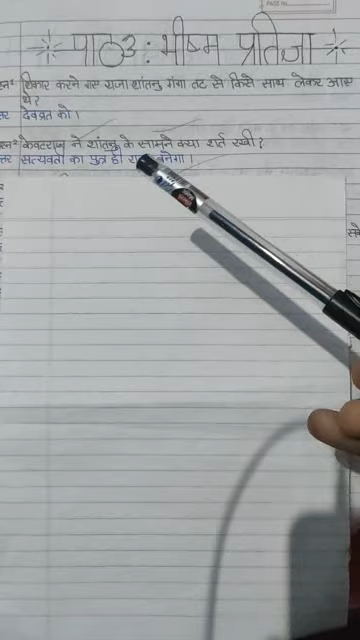 पाठ 3 : भीष्म प्रतिज्ञा
प्रश्न शिकार करने गए राजा शांतनु गंगा तट से किसे साथ लेकर आए
थे?
उत्तर देवव्रत को।
प्रश्न केवटराज ने शांतनु के सामने क्या शर्त रखी?
उत्तर सत्यवती का पुत्र ही बनेगा।